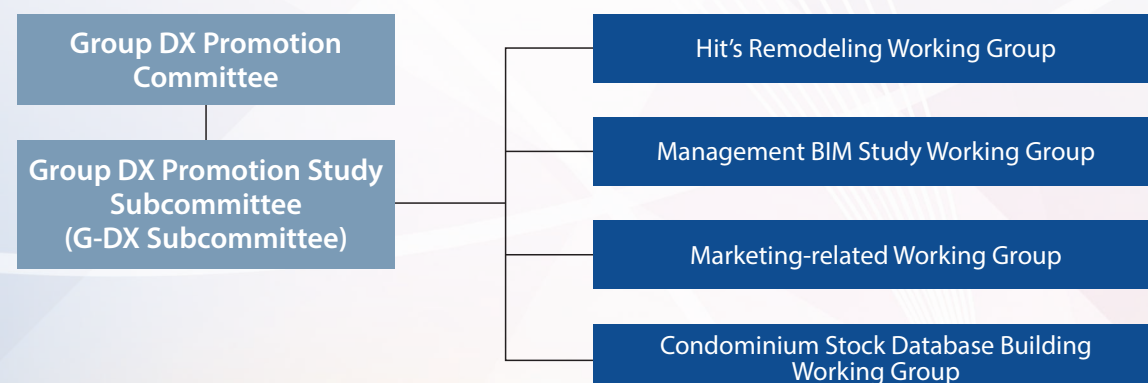 Group DX Promotion
Committee
Group DX Promotion Study
Subcommittee
(G-DX Subcommittee)
Hit's Remodeling Working Group
Management BIM Study Working Group
Marketing-related Working Group
Condominium Stock Database Building
Working Group